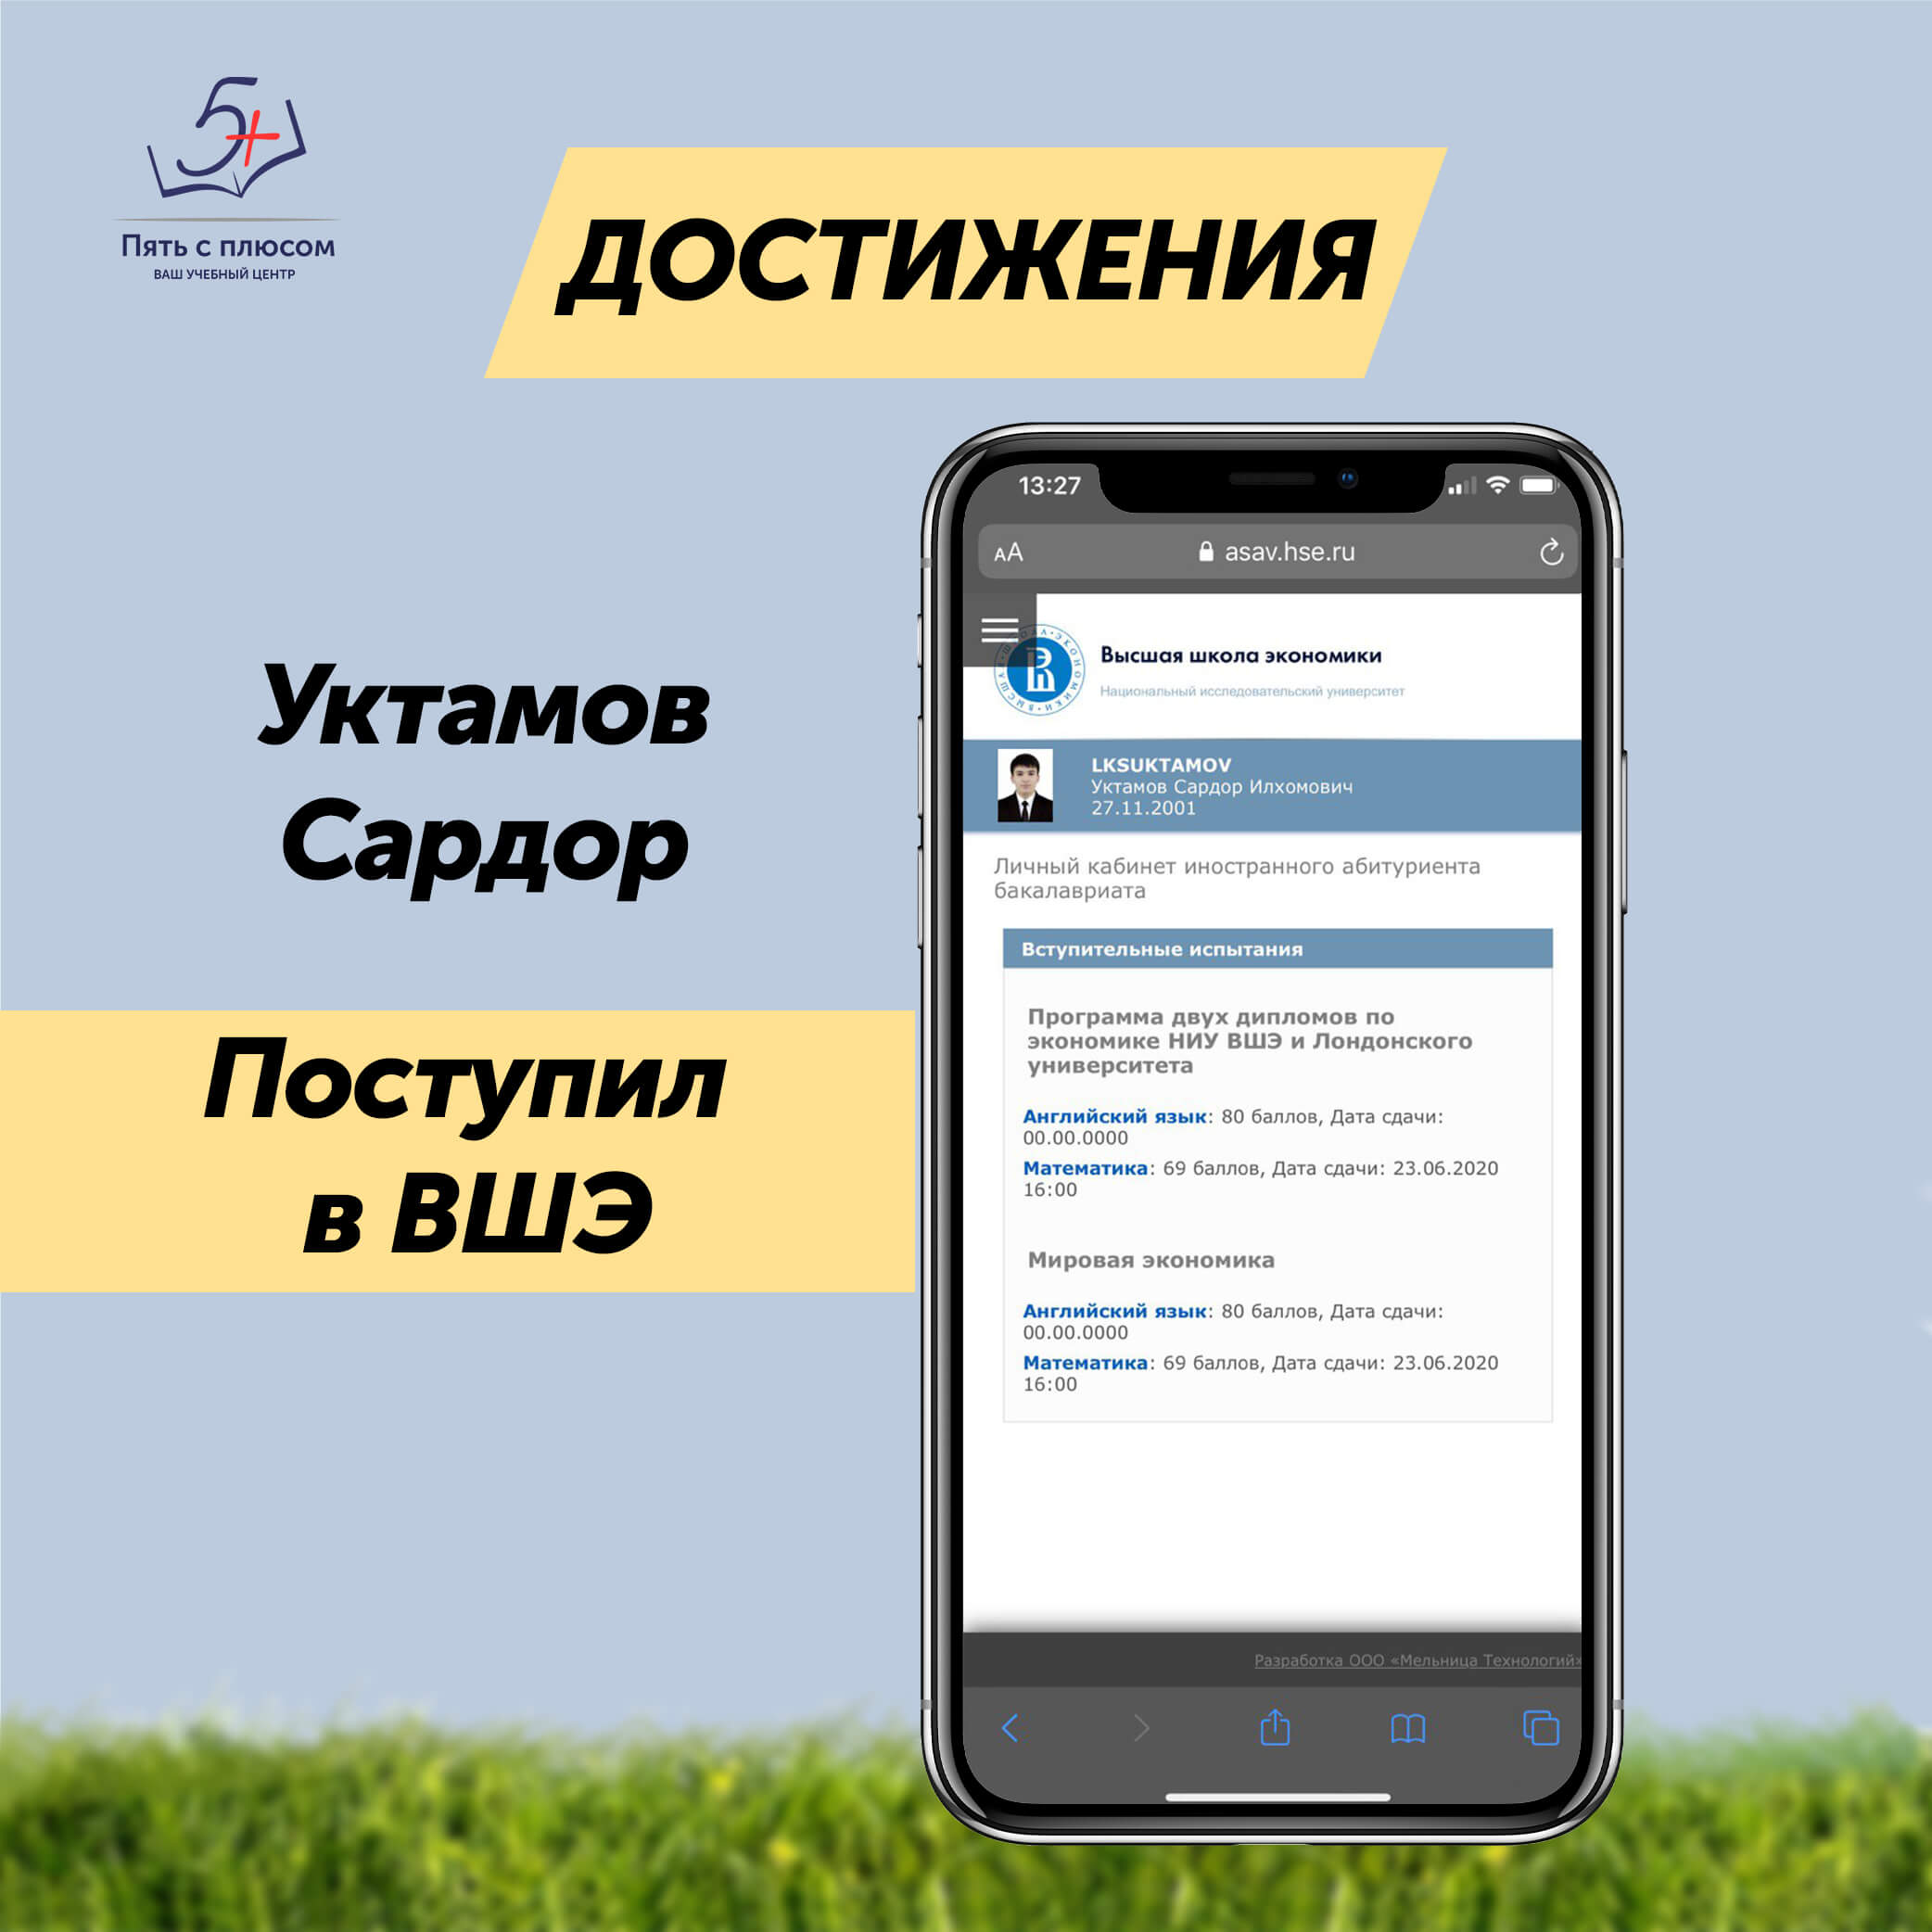 5+
Пять с плюсом
ВАШ УЧЕБНЫЙ ЦЕНТР
ДОСТИЖЕНИЯ
Уктамов
Сардор
Поступил
в ВШЭ
13:27
AA
asav.hse.ru
Высшая школа экономики
Национальный исследовательский университет
LKSUKTAMOV
Уктамов Сардор Илхомович
27.11.2001
Личный кабинет иностранного абитуриента
бакалавриата
Вступительные испытания
Программа двух дипломов по
экономике НИУ ВШЭ и Лондонского
университета
Английский язык: 80 баллов, Дата сдачи:
00.00.0000
Математика: 69 баллов, Дата сдачи: 23.06.2020
16:00
Мировая экономика
Английский язык: 80 баллов, Дата сдачи:
00.00.0000
Математика: 69 баллов, Дата сдачи: 23.06.2020
16:00
Разработка ООО «Мельница Технологий»